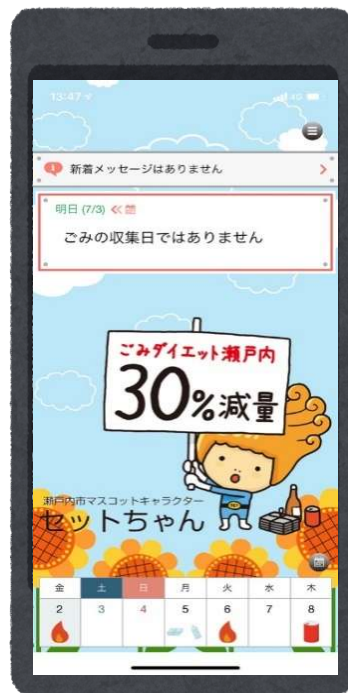 13:47
4G
新着メッセージはありません
明日 (7/3)
ごみの収集日ではありません
ごみダイエット瀬戸内
30%減量
瀬戸内市マスコットキャラクター
セットちゃん
金 土 日 月 火 水 木
2 3 4 5 6 7 8